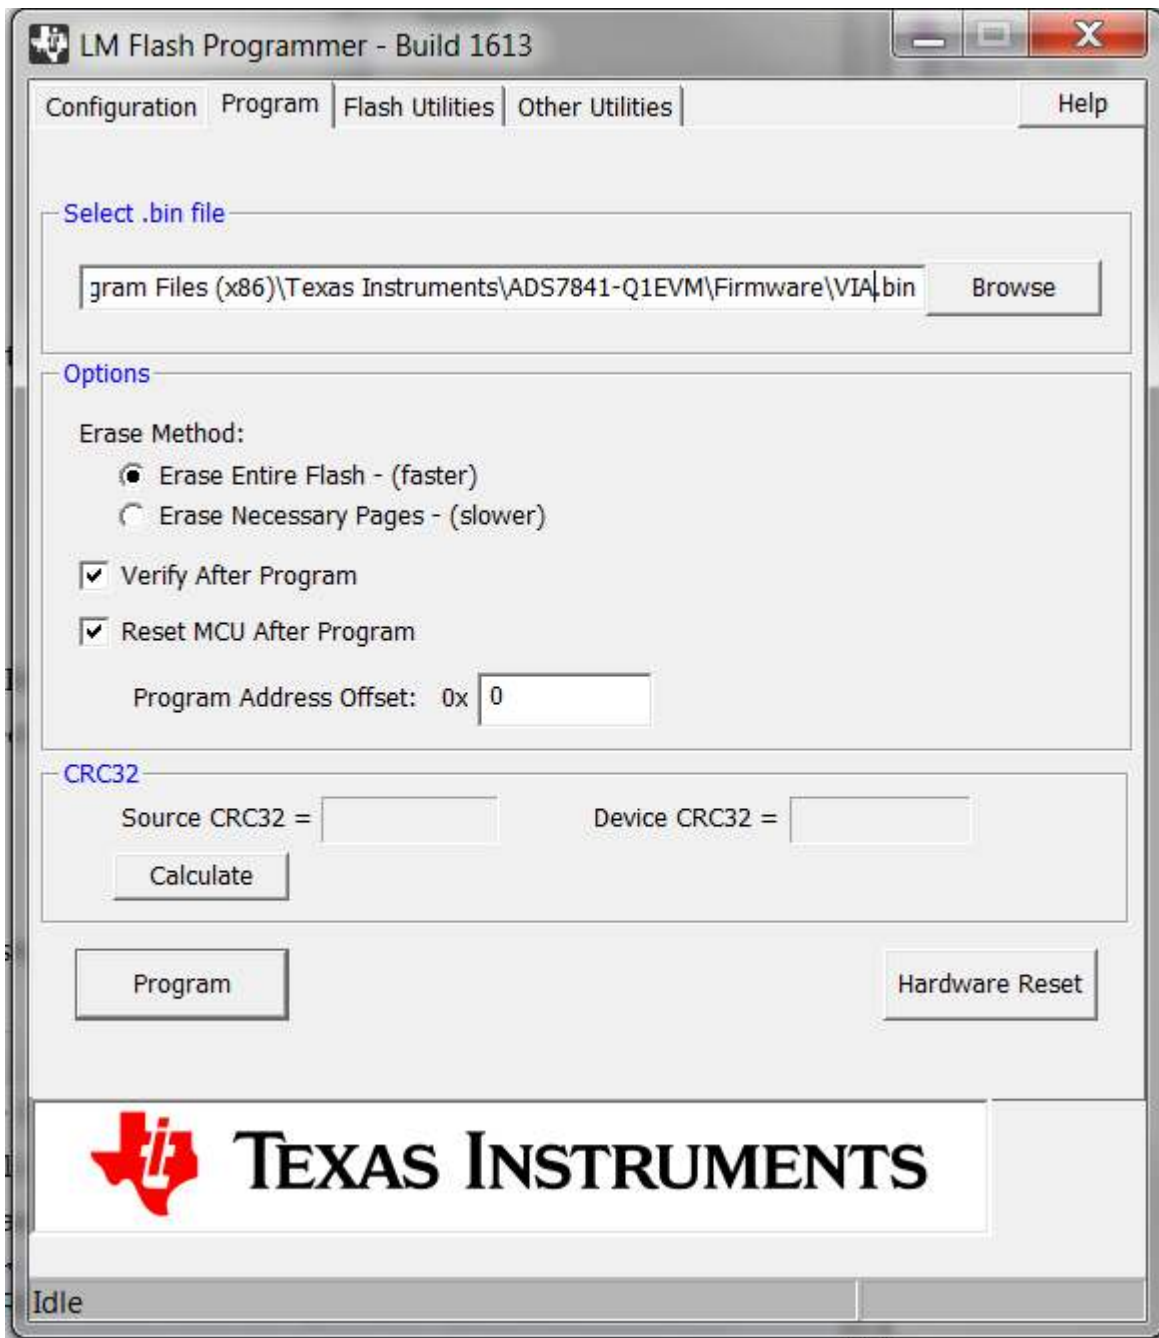 LM Flash Programmer - Build 1613
Configuration Program Flash Utilities Other Utilities Help
Select .bin file
gram Files (x86)\Texas Instruments\ADS7841-Q1EVM\Firmware\VIA.bin Browse
Options
Erase Method:
Erase Entire Flash - (faster)
Erase Necessary Pages - (slower)
Verify After Program
Reset MCU After Program
Program Address Offset: 0x 0
CRC32
Source CRC32 = Device CRC32 =
Calculate
Program Hardware Reset
TEXAS INSTRUMENTS
Idle